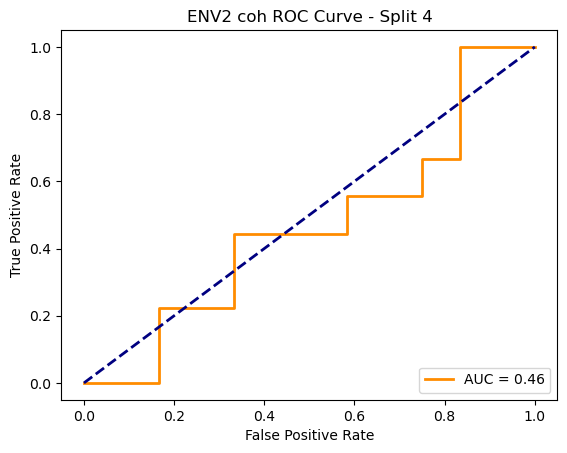 ENV2 coh ROC Curve - Split 4
True Positive Rate
1.0
0.8
0.6
0.4
0.2
0.0
AUC = 0.46
0.0 0.2 0.4 0.6 0.8 1.0
False Positive Rate